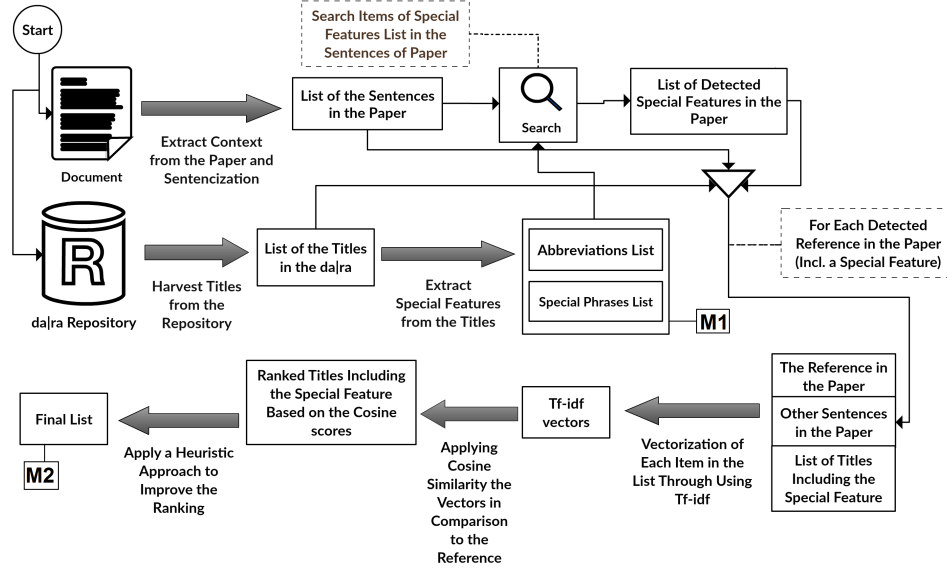 Start
Search Items of Special
Features List in the
Sentences of Paper
Document
Extract Context
from the Paper and
Sentencization
List of the Sentences
in the Paper
Search
List of Detected
Special Features in the
Paper
R
da|ra Repository
Harvest Titles
from the
Repository
List of the Titles
in the da|ra
Extract
Special Features
from the Titles
Abbreviations List
Special Phrases List
M1
For Each Detected
Reference in the Paper
(Incl. a Special Feature)
The Reference in
the Paper
Other Sentences
in the Paper
List of Titles
Including the
Special Feature
Vectorization of
Each Item in the
List Through Using
Tf-idf
Tf-idf
vectors
Applying
Cosine
Similarity the
Vectors in
Comparison
to the
Reference
Ranked Titles Including
the Special Feature
Based on the Cosine
scores
Apply a Heuristic
Approach to
Improve the
Ranking
Final List
M2